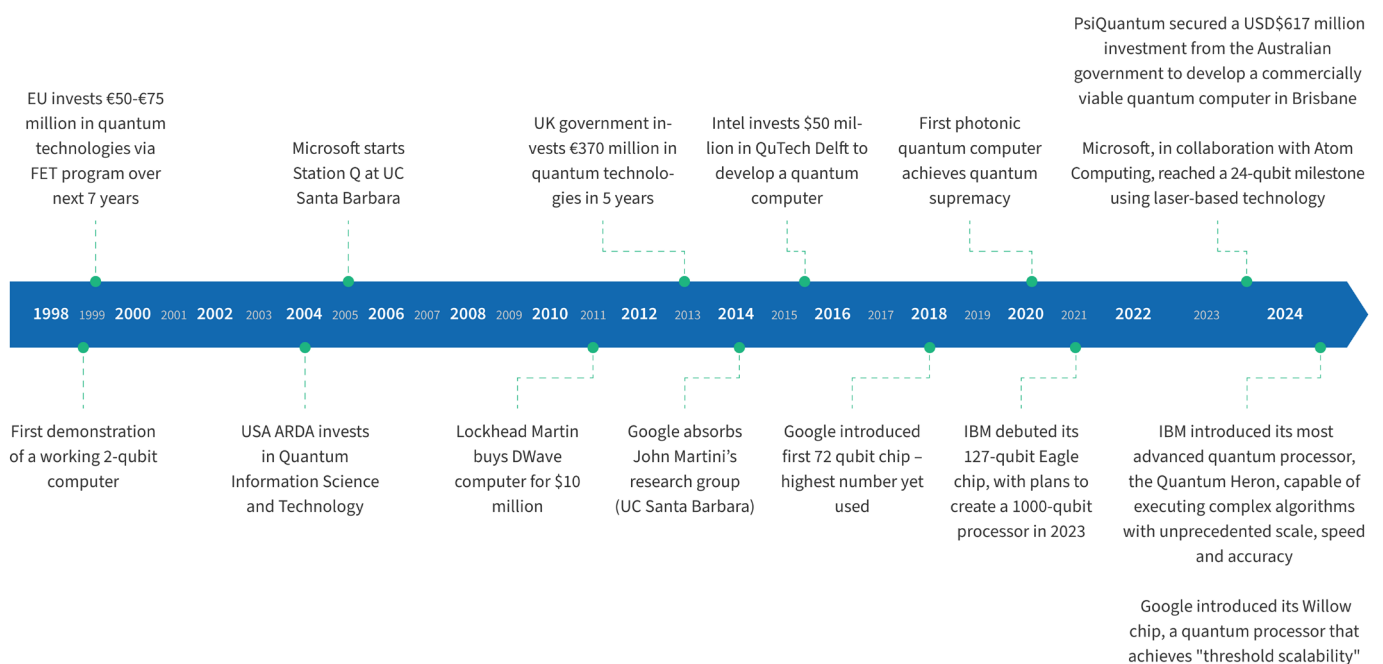 PsiQuantum secured a USD$617 million
investment from the Australian
government to develop a commercially
viable quantum computer in Brisbane
Microsoft, in collaboration with Atom
Computing, reached a 24-qubit milestone
using laser-based technology
EU invests €50-€75
million in quantum
technologies via
FET program over
next 7 years
Microsoft starts
Station Q at UC
Santa Barbara
UK government in-
vests €370 million in
quantum technolo-
gies in 5 years
Intel invests $50 mil-
lion in QuTech Delft to
develop a quantum
computer
First photonic
quantum computer
achieves quantum
supremacy
1998 1999 2000 2001 2002 2003 2004 2005 2006 2007 2008 2009 2010 2011 2012 2013 2014 2015 2016 2017 2018 2019 2020 2021 2022 2023 2024
First demonstration
of a working 2-qubit
computer
USA ARDA invests
in Quantum
Information Science
and Technology
Lockhead Martin
buys DWave
computer for $10
million
Google absorbs
John Martini’s
research group
(UC Santa Barbara)
Google introduced
first 72 qubit chip –
highest number yet
used
IBM debuted its
127-qubit Eagle
chip, with plans to
create a 1000-qubit
processor in 2023
IBM introduced its most
advanced quantum processor,
the Quantum Heron, capable of
executing complex algorithms
with unprecedented scale, speed
and accuracy
Google introduced its Willow
chip, a quantum processor that
achieves "threshold scalability"